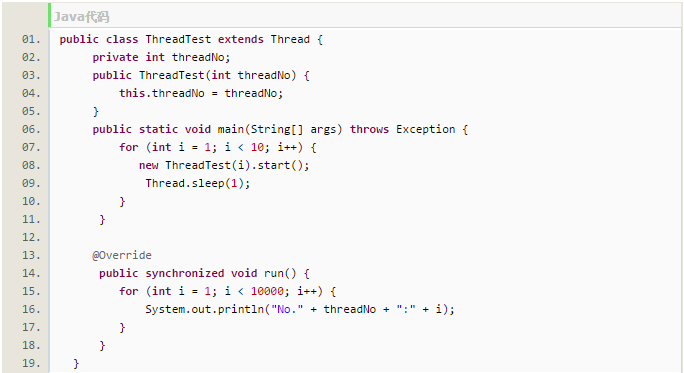 Java代码
01. public class ThreadTest extends Thread {
02. private int threadNo;
03. public ThreadTest(int threadNo) {
04. this.threadNo = threadNo;
05. }
06. public static void main(String[] args) throws Exception {
07. for (int i = 1; i < 10; i++) {
08. new ThreadTest(i).start();
09. Thread.sleep(1);
10. }
11. }
12.
13. @Override
14. public synchronized void run() {
15. for (int i = 1; i < 10000; i++) {
16. System.out.println("No." + threadNo + ":" + i);
17. }
18. }
19. }